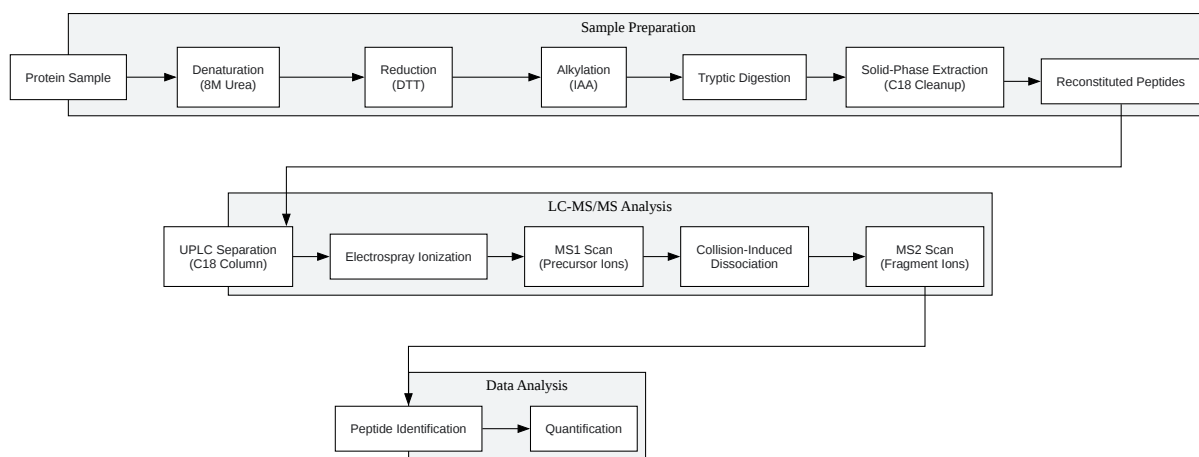 Sample Preparation
Protein Sample
Denaturation
(8M Urea)
Reduction
(DTT)
Alkylation
(IAA)
Tryptic Digestion
Solid-Phase Extraction
(C18 Cleanup)
Reconstituted Peptides
LC-MS/MS Analysis
UPLC Separation
(C18 Column)
Electrospray Ionization
MS1 Scan
(Precursor Ions)
Collision-Induced
Dissociation
MS2 Scan
(Fragment Ions)
Data Analysis
Peptide Identification
Quantification